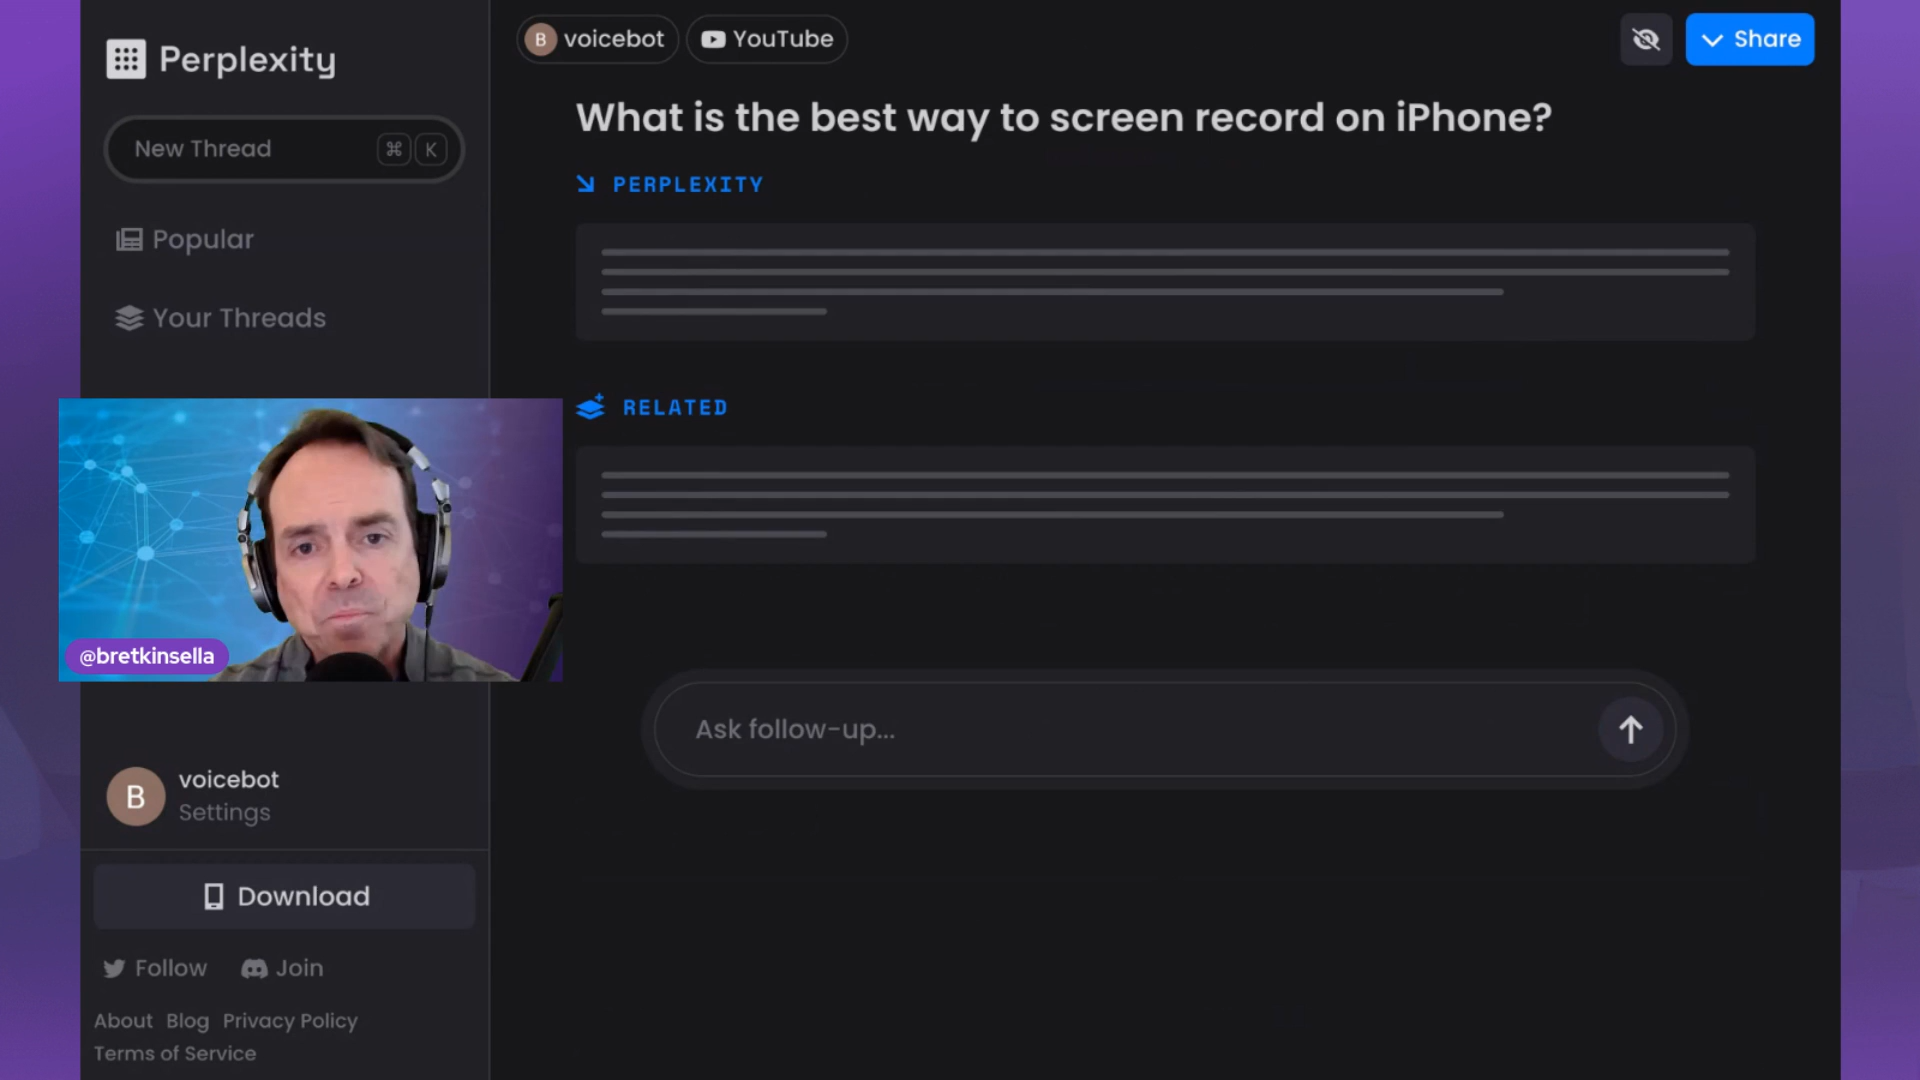 Perplexity
New Thread ⌘ K
Popular
Your Threads
@bretkinsella
B voicebot
Settings
Download
Follow Join
About Blog Privacy Policy
Terms of Service
B voicebot YouTube
Share
What is the best way to screen record on iPhone?
PERPLEXITY
RELATED
Ask follow-up...